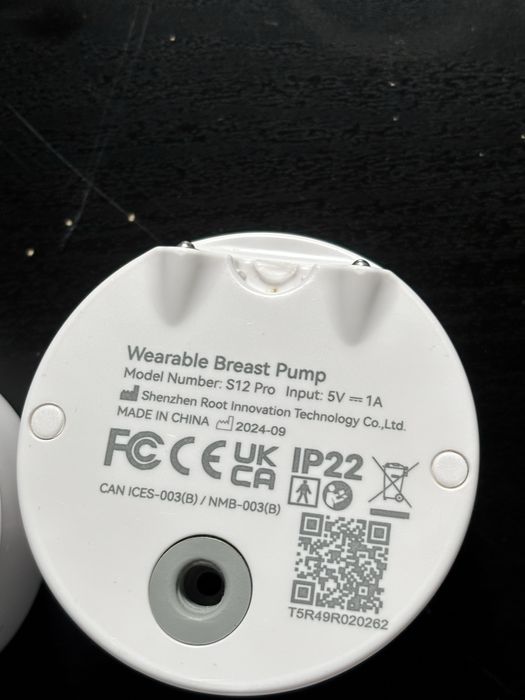 Wearable Breast Pump
Model Number: S12 Pro Input: 5V⎓1A
Shenzhen Root Innovation Technology Co.,Ltd.
MADE IN CHINA 2024-09
FC CE UK CA IP22
CAN ICES-003(B) / NMB-003(B)
T5R49R020262